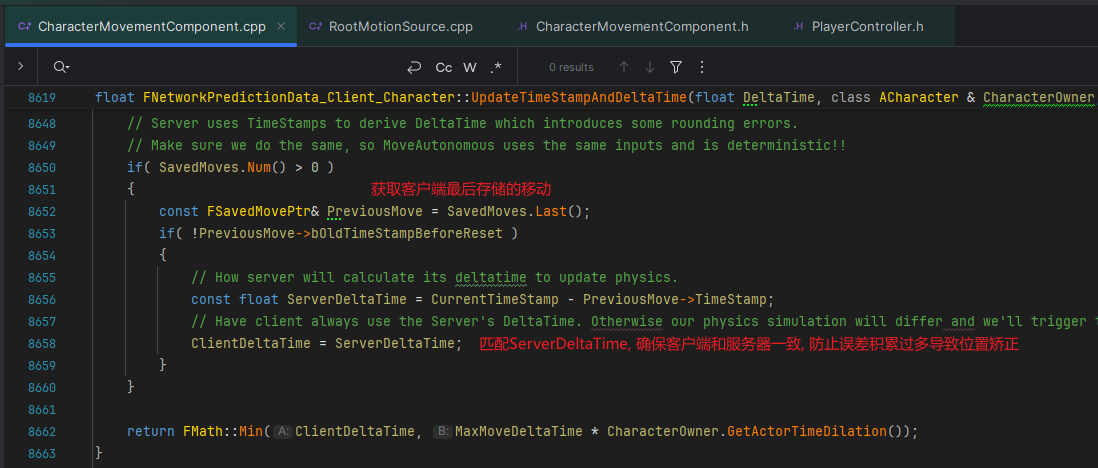 CharacterMovementComponent.cpp
RootMotionSource.cpp
CharacterMovementComponent.h
PlayerController.h
Cc W .* 0 results
8619 float FNetworkPredictionData_Client_Character::UpdateTimeStampAndDeltaTime(float DeltaTime, class ACharacter & CharacterOwner
8648 // Server uses TimeStamps to derive DeltaTime which introduces some rounding errors.
8649 // Make sure we do the same, so MoveAutonomous uses the same inputs and is deterministic!!
8650 if( SavedMoves.Num() > 0 )
8651 { 获取客户端最后存储的移动
8652 const FSavedMovePtr& PreviousMove = SavedMoves.Last();
8653 if( !PreviousMove->bOldTimeStampBeforeReset )
8654 {
8655 // How server will calculate its deltatime to update physics.
8656 const float ServerDeltaTime = CurrentTimeStamp - PreviousMove->TimeStamp;
8657 // Have client always use the Server's DeltaTime. Otherwise our physics simulation will differ and we'll trigger
8658 ClientDeltaTime = ServerDeltaTime; 匹配ServerDeltaTime, 确保客户端和服务器一致, 防止误差积累过多导致位置矫正
8659 }
8660 }
8661
8662 return FMath::Min( A: ClientDeltaTime, B: MaxMoveDeltaTime * CharacterOwner.GetActorTimeDilation());
8663 }